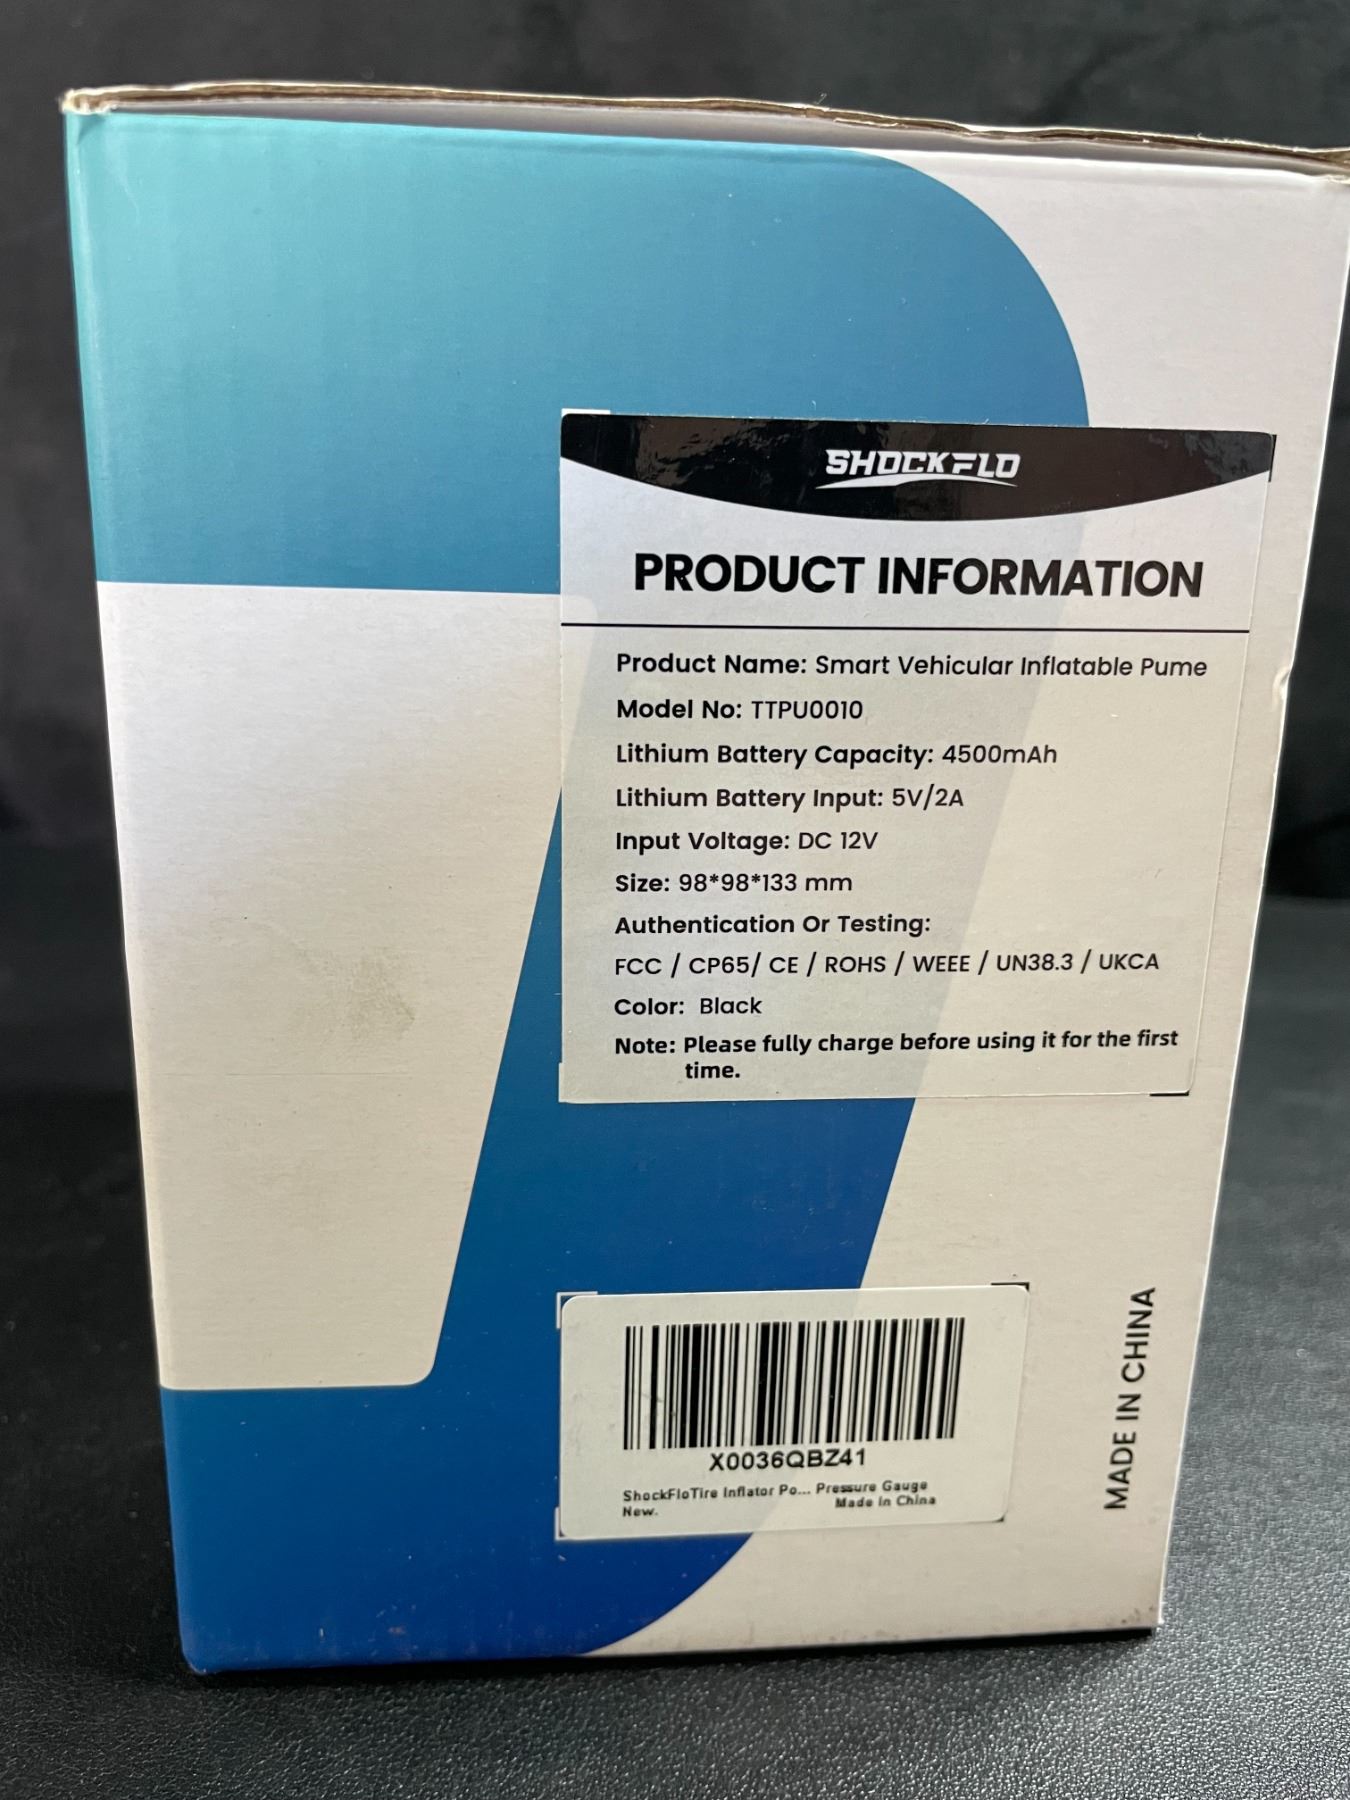 SHOCKFLO
PRODUCT INFORMATION
Product Name: Smart Vehicular Inflatable Pume
Model No: TTPU0010
Lithium Battery Capacity: 4500mAh
Lithium Battery Input: 5V/2A
Input Voltage: DC 12V
Size: 98*98*133 mm
Authentication Or Testing:
FCC / CP65/ CE / ROHS / WEEE / UN38.3 / UKCA
Color: Black
Note: Please fully charge before using it for the first
time.
X0036QBZ41
ShockFloTire Inflator Po... Pressure Gauge
New. Made in China
MADE IN CHINA